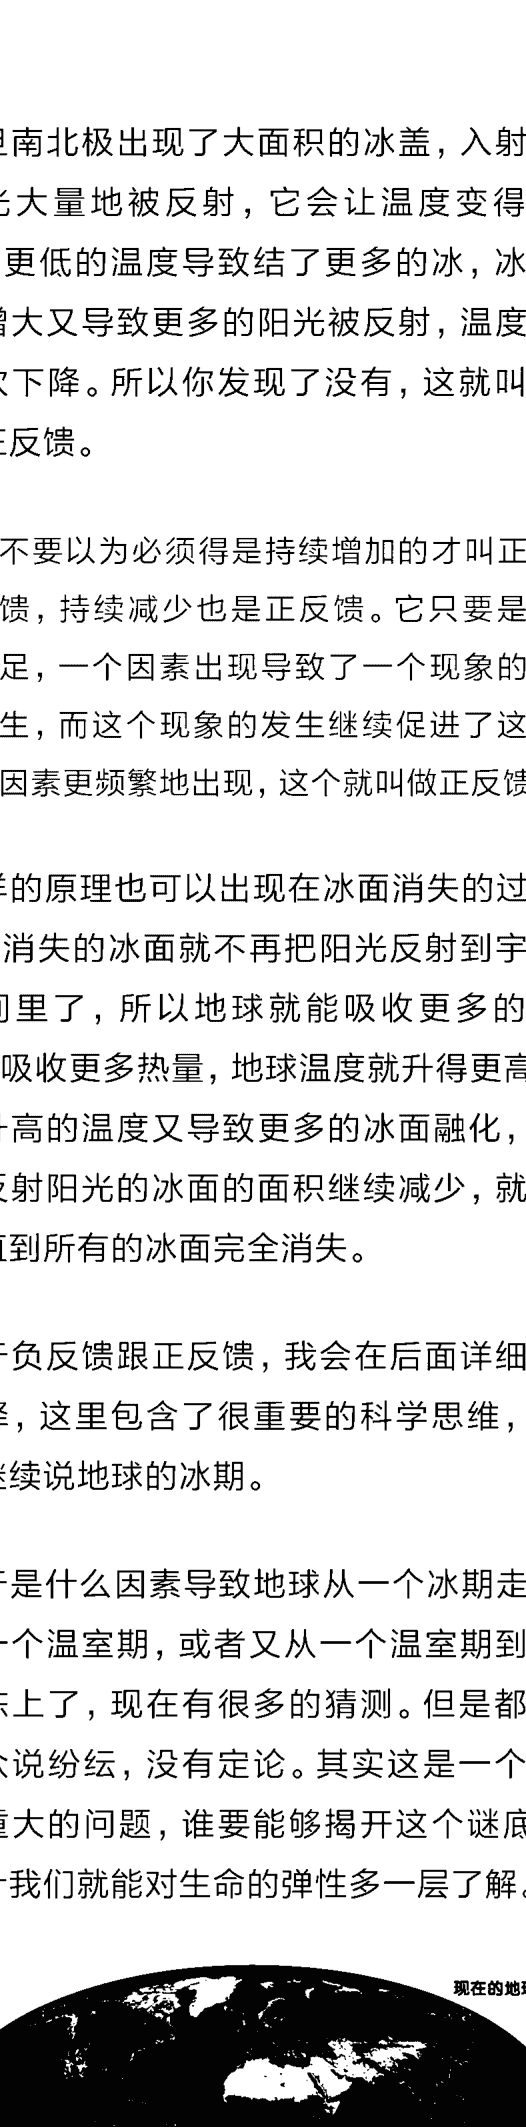 南北极出现了大面积的冰盖，入射
大量地被反射，它会让温度变得
更低的温度导致结了更多的冰，冰
大又导致更多的阳光被反射，温度
下降。所以你发现了没有，这就叫
反馈。
不要以为必须得是持续增加的才叫正
馈，持续减少也是正反馈。它只要是
足，一个因素出现导致了一个现象的
生，而这个现象的发生继续促进了这
因素更频繁地出现，这个就叫做正反馈
的原理也可以出现在冰面消失的过
消失的冰面就不再把阳光反射到宇
里了，所以地球就能吸收更多的
吸收更多热量，地球温度就升得更高
高的温度又导致更多的冰面融化，
射阳光的冰面的面积继续减少，就
到所有的冰面完全消失。
负反馈跟正反馈，我会在后面详细
，这里包含了很重要的科学思维，
续说地球的冰期。
是什么因素导致地球从一个冰期走
一个温室期，或者又从一个温室期到
上了，现在有很多的猜测。但是都
说纷纭，没有定论。其实这是一个
大的问题，谁要能够揭开这个谜底
我们就能对生命的弹性多一层了解。
现在的地球